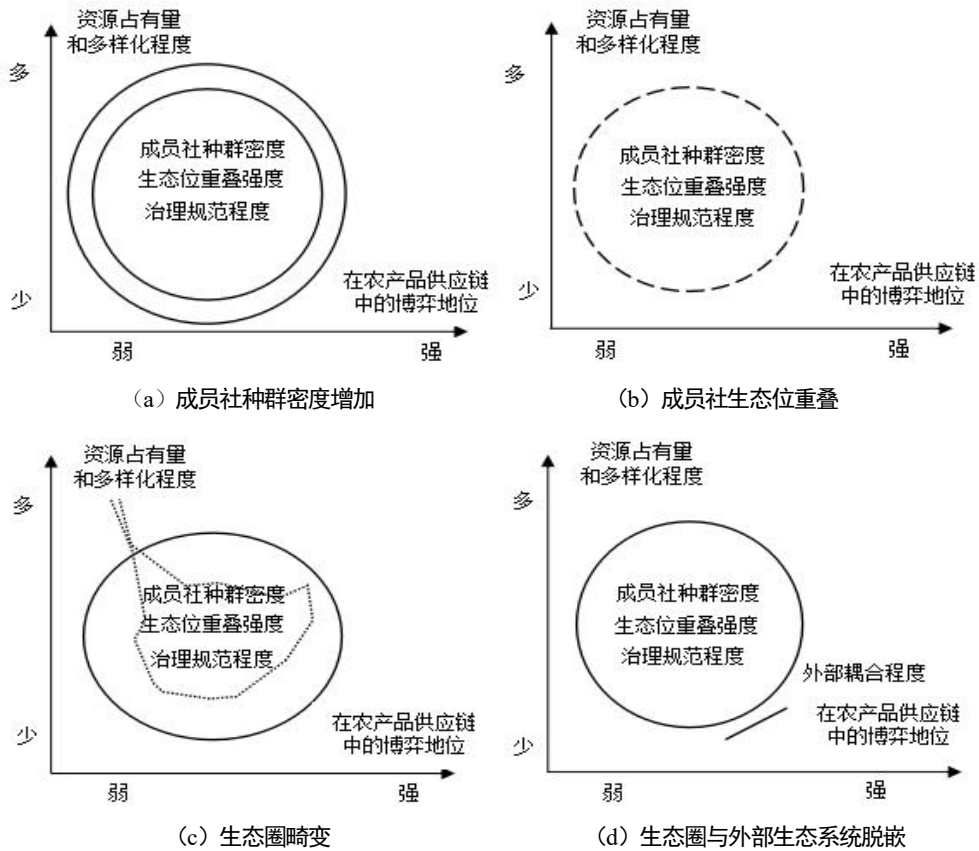 资源占有量
和多样化程度
多
成员社种群密度
生态位重叠强度
治理规范程度
在农产品供应链
中的博弈地位
少
弱
强
（a）成员社种群密度增加
资源占有量
和多样化程度
多
成员社种群密度
生态位重叠强度
治理规范程度
在农产品供应链
中的博弈地位
少
弱
强
（b）成员社生态位重叠
资源占有量
和多样化程度
多
成员社种群密度
生态位重叠强度
治理规范程度
在农产品供应链
中的博弈地位
少
弱
强
（c）生态圈畸变
资源占有量
和多样化程度
多
成员社种群密度
生态位重叠强度
治理规范程度
外部耦合程度
在农产品供应链
中的博弈地位
少
弱
强
（d）生态圈与外部生态系统脱嵌